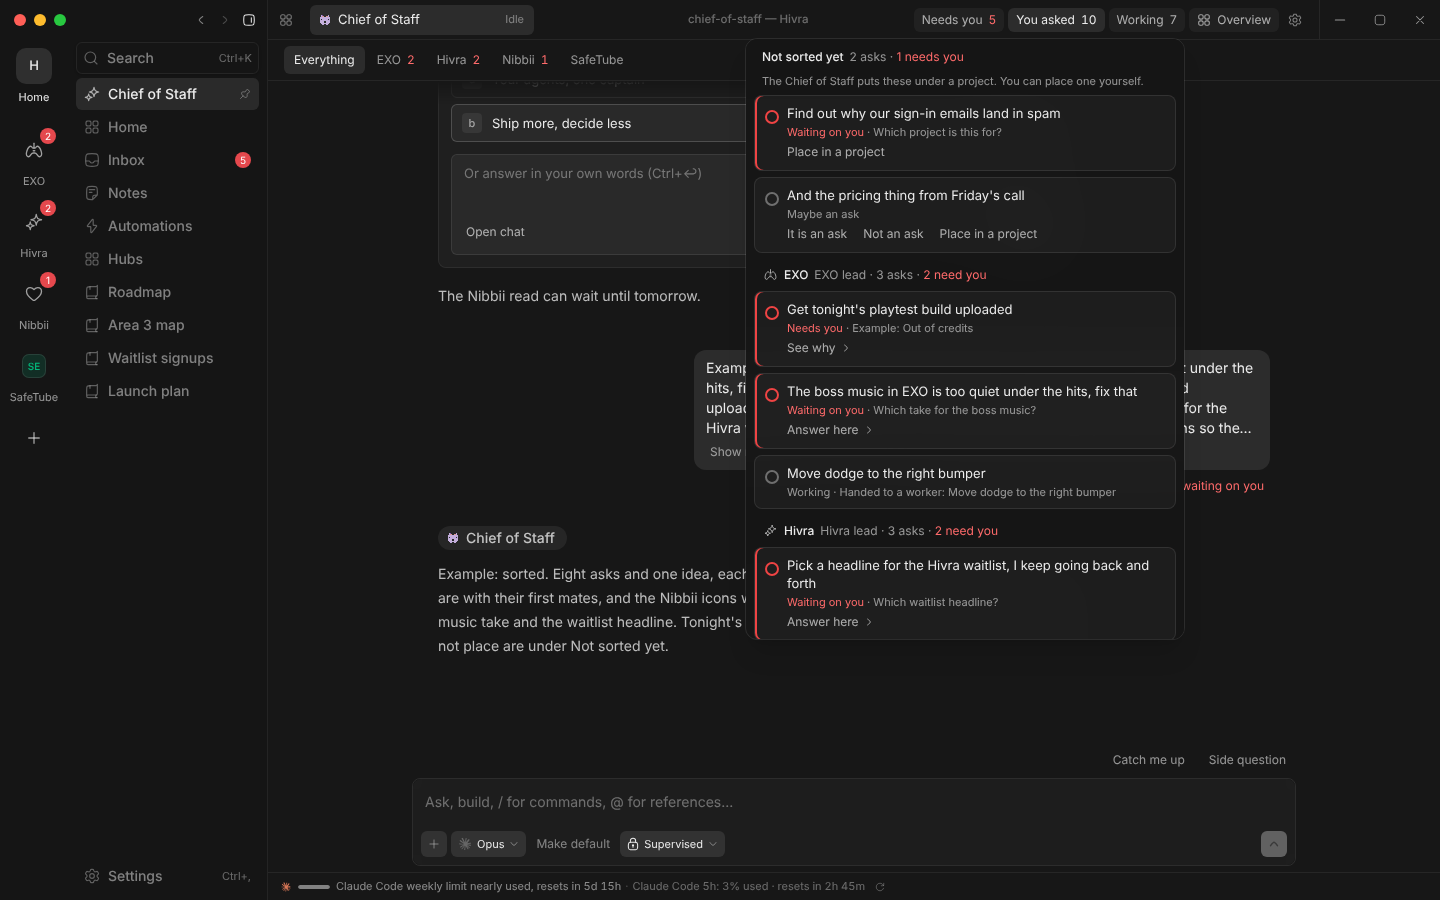 H
Home
2
EXO
2
Hivra
1
Nibbii
SE
SafeTube
Search
Ctrl+K
Chief of Staff
Home
Inbox
5
Notes
Automations
Hubs
Roadmap
Area 3 map
Waitlist signups
Launch plan
Settings
Ctrl+,
Chief of Staff
Idle
chief-of-staff — Hivra
Needs you 5
You asked 10
Working 7
Overview
Everything
EXO 2
Hivra 2
Nibbii 1
SafeTube
b
Ship more, decide less
Or answer in your own words (Ctrl+↩)
Open chat
The Nibbii read can wait until tomorrow.
Examp
hits, fi
upload
Hivra
Show
t under the
d
for the
ns so the...
waiting on you
Chief of Staff
Example: sorted. Eight asks and one idea, each
are with their first mates, and the Nibbii icons
music take and the waitlist headline. Tonight's
not place are under Not sorted yet.
Not sorted yet 2 asks · 1 needs you
The Chief of Staff puts these under a project. You can place one yourself.
Find out why our sign-in emails land in spam
Waiting on you · Which project is this for?
Place in a project
And the pricing thing from Friday's call
Maybe an ask
It is an ask Not an ask Place in a project
EXO EXO lead · 3 asks · 2 need you
Get tonight's playtest build uploaded
Needs you · Example: Out of credits
See why
The boss music in EXO is too quiet under the hits, fix that
Waiting on you · Which take for the boss music?
Answer here
Move dodge to the right bumper
Working · Handed to a worker: Move dodge to the right bumper
Hivra Hivra lead · 3 asks · 2 need you
Pick a headline for the Hivra waitlist, I keep going back and
forth
Waiting on you · Which waitlist headline?
Answer here
Catch me up
Side question
Ask, build, / for commands, @ for references...
Opus
Make default
Supervised
Claude Code weekly limit nearly used, resets in 5d 15h · Claude Code 5h: 3% used · resets in 2h 45m